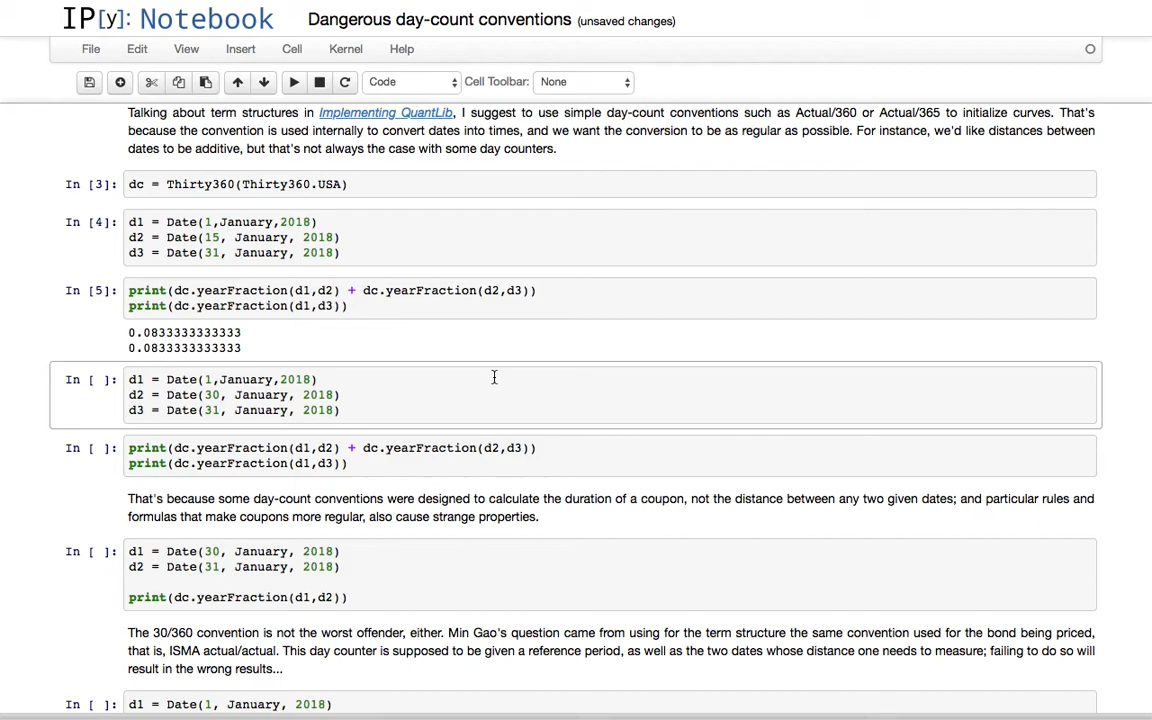 IP[y]: Notebook
Dangerous day-count conventions (unsaved changes)
File Edit View Insert Cell Kernel Help
Code Cell Toolbar: None
Talking about term structures in Implementing QuantLib, I suggest to use simple day-count conventions such as Actual/360 or Actual/365 to initialize curves. That's
because the convention is used internally to convert dates into times, and we want the conversion to be as regular as possible. For instance, we'd like distances between
dates to be additive, but that's not always the case with some day counters.
In [3]: dc = Thirty360(Thirty360.USA)
In [4]: d1 = Date(1,January,2018)
d2 = Date(15, January, 2018)
d3 = Date(31, January, 2018)
In [5]: print(dc.yearFraction(d1,d2) + dc.yearFraction(d2,d3))
print(dc.yearFraction(d1,d3))
0.0833333333333
0.0833333333333
In [ ]: d1 = Date(1,January,2018)
d2 = Date(30, January, 2018)
d3 = Date(31, January, 2018)
In [ ]: print(dc.yearFraction(d1,d2) + dc.yearFraction(d2,d3))
print(dc.yearFraction(d1,d3))
That's because some day-count conventions were designed to calculate the duration of a coupon, not the distance between any two given dates; and particular rules and
formulas that make coupons more regular, also cause strange properties.
In [ ]: d1 = Date(30, January, 2018)
d2 = Date(31, January, 2018)
print(dc.yearFraction(d1,d2))
The 30/360 convention is not the worst offender, either. Min Gao's question came from using for the term structure the same convention used for the bond being priced,
that is, ISMA actual/actual. This day counter is supposed to be given a reference period, as well as the two dates whose distance one needs to measure; failing to do so will
result in the wrong results...
In [ ]: d1 = Date(1, January, 2018)